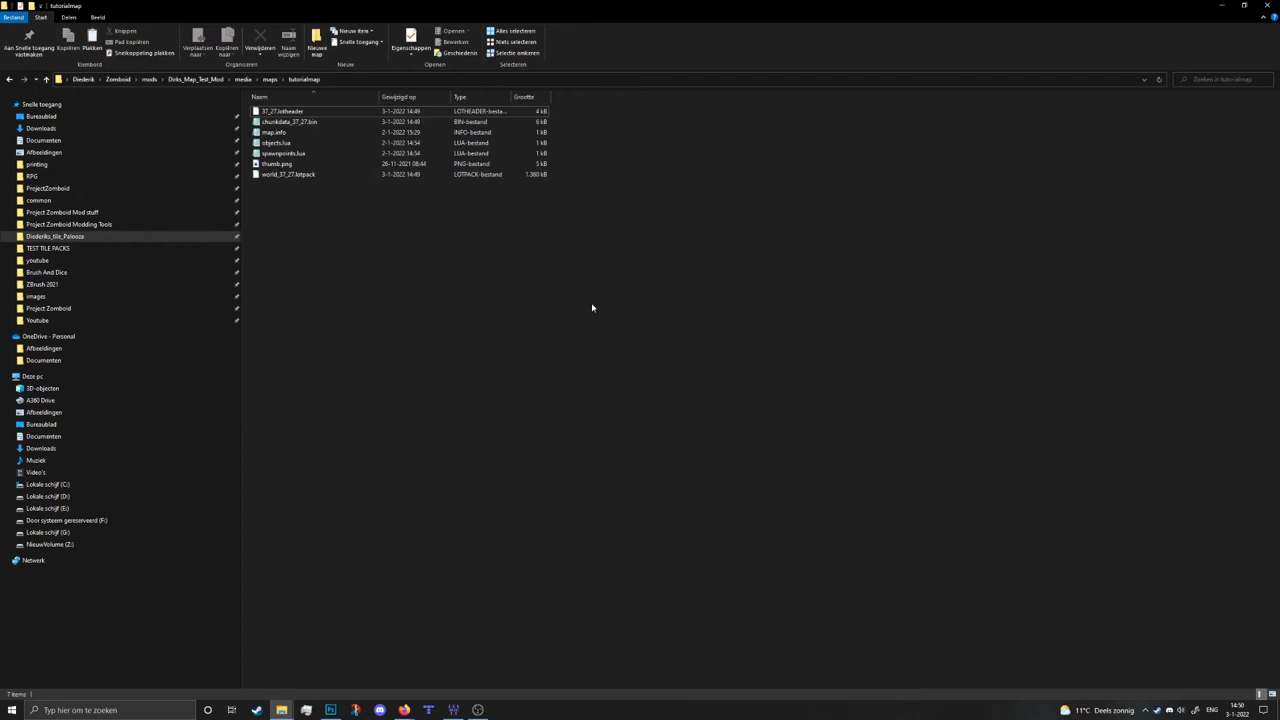 tutorialmap
Bestand Start Delen Beeld
Aan Snelle toegang vastmaken
Kopiëren
Plakken
Knippen
Pad kopiëren
Snelkoppeling plakken
Klembord
Verplaatsen naar
Kopiëren naar
Verwijderen
Naam wijzigen
Organiseren
Nieuwe map
Nieuw item
Snelle toegang
Nieuw
Eigenschappen
Openen
Bewerken
Geschiedenis
Openen
Alles selecteren
Niets selecteren
Selectie omkeren
Selecteren
Diederik > Zomboid > mods > Dirks_Map_Test_Mod > media > maps > tutorialmap
Zoeken in tutorialmap
Naam Gewijzigd op Type Grootte
37_27.lotheader 3-1-2022 14:49 LOTHEADER-besta... 4 kB
chunkdata_37_27.bin 3-1-2022 14:49 BIN-bestand 6 kB
map.info 2-1-2022 15:29 INFO-bestand 1 kB
objects.lua 2-1-2022 14:54 LUA-bestand 1 kB
spawnpoints.lua 2-1-2022 14:54 LUA-bestand 1 kB
thumb.png 26-11-2021 08:44 PNG-bestand 5 kB
world_37_27.lotpack 3-1-2022 14:49 LOTPACK-bestand 1.360 kB
Snelle toegang
Bureaublad
Downloads
Documenten
Afbeeldingen
printing
RPG
ProjectZomboid
common
Project Zomboid Mod stuff
Project Zomboid Modding Tools
Diederiks_tile_Palooza
TEST TILE PACKS
youtube
Brush And Dice
ZBrush 2021
images
Project Zomboid
Youtube
OneDrive - Personal
Afbeeldingen
Documenten
Deze pc
3D-objecten
A360 Drive
Afbeeldingen
Bureaublad
Documenten
Downloads
Muziek
Video's
Lokale schijf (C:)
Lokale schijf (D:)
Lokale schijf (E:)
Door systeem gereserveerd (F:)
Lokale schijf (G:)
NieuwVolume (Z:)
Netwerk
7 items
Typ hier om te zoeken
11°C Deels zonnig
ENG
14:50
3-1-2022